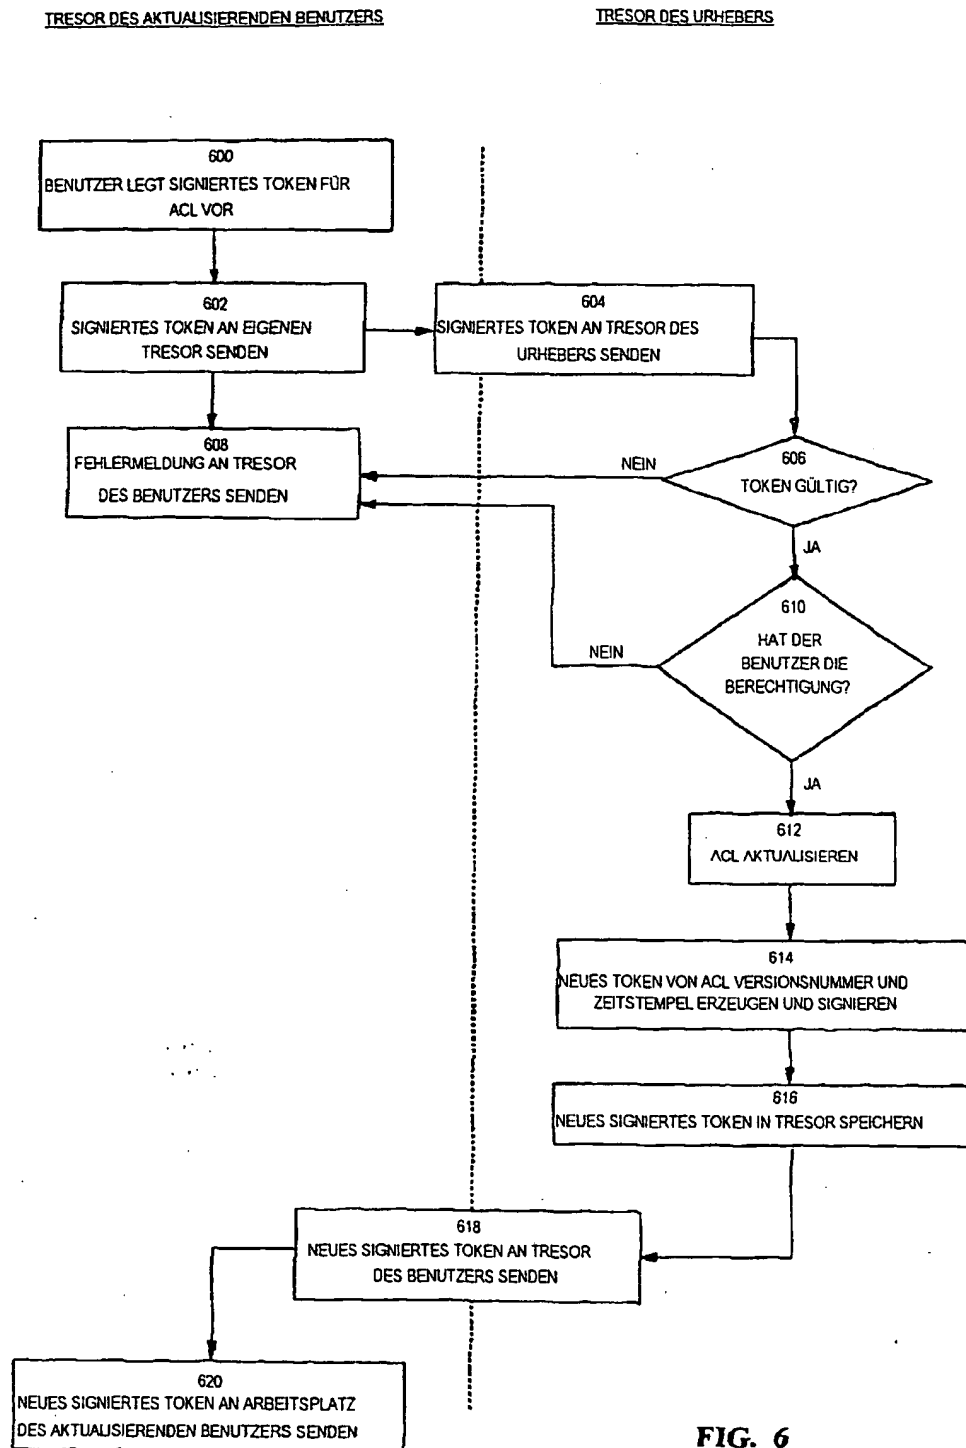 TRESOR DES AKTUALISIERENDEN BENUTZERS
TRESOR DES URHEBERS
600
BENUTZER LEGT SIGNIERTES TOKEN FÜR
ACL VOR
602
SIGNIERTES TOKEN AN EIGENEN
TRESOR SENDEN
604
SIGNIERTES TOKEN AN TRESOR DES
URHEBERS SENDEN
608
FEHLERMELDUNG AN TRESOR
DES BENUTZERS SENDEN
NEIN
606
TOKEN GÜLTIG?
JA
610
HAT DER
BENUTZER DIE
BERECHTIGUNG?
NEIN
JA
612
ACL AKTUALISIEREN
614
NEUES TOKEN VON ACL VERSIONSNUMMER UND
ZEITSTEMPEL ERZEUGEN UND SIGNIEREN
616
NEUES SIGNIERTES TOKEN IN TRESOR SPEICHERN
618
NEUES SIGNIERTES TOKEN AN TRESOR
DES BENUTZERS SENDEN
620
NEUES SIGNIERTES TOKEN AN ARBEITSPLATZ
DES AKTUALISIERENDEN BENUTZERS SENDEN
FIG. 6